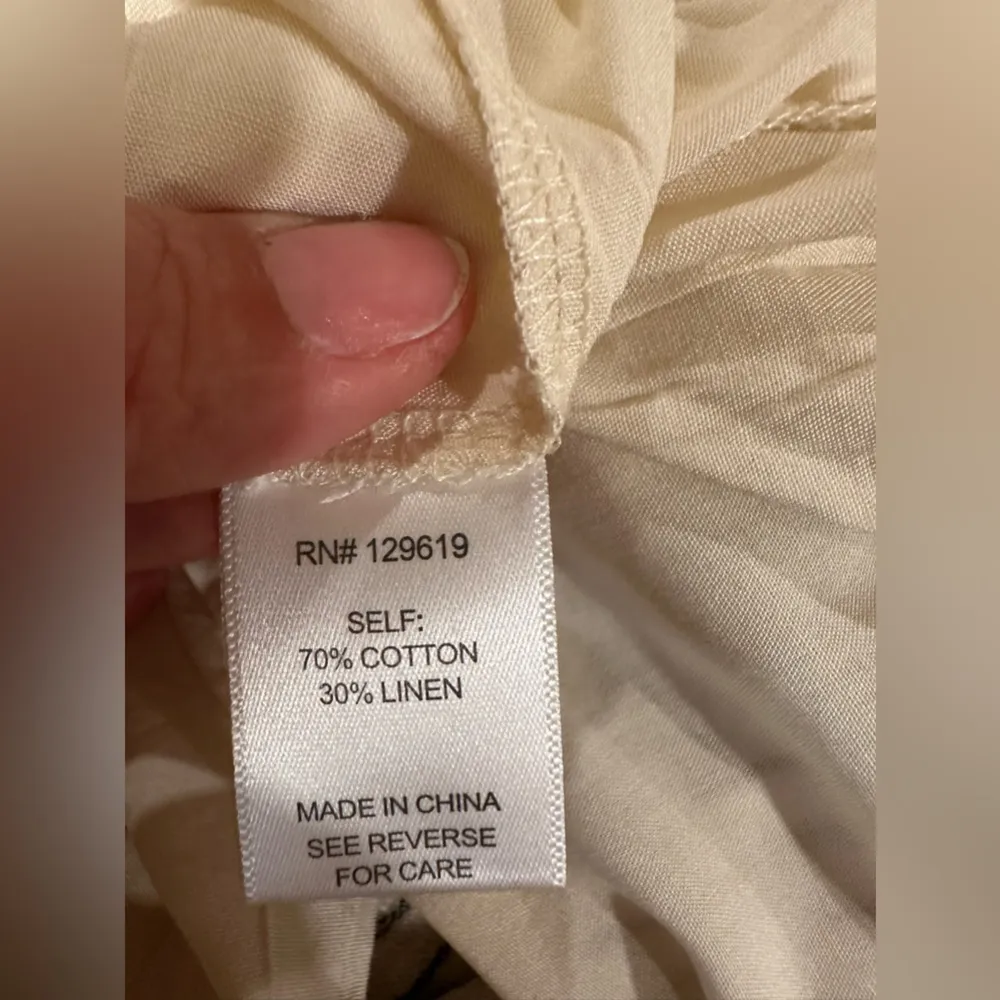 RN# 129619
SELF:
70% COTTON
30% LINEN
MADE IN CHINA
SEE REVERSE
FOR CARE